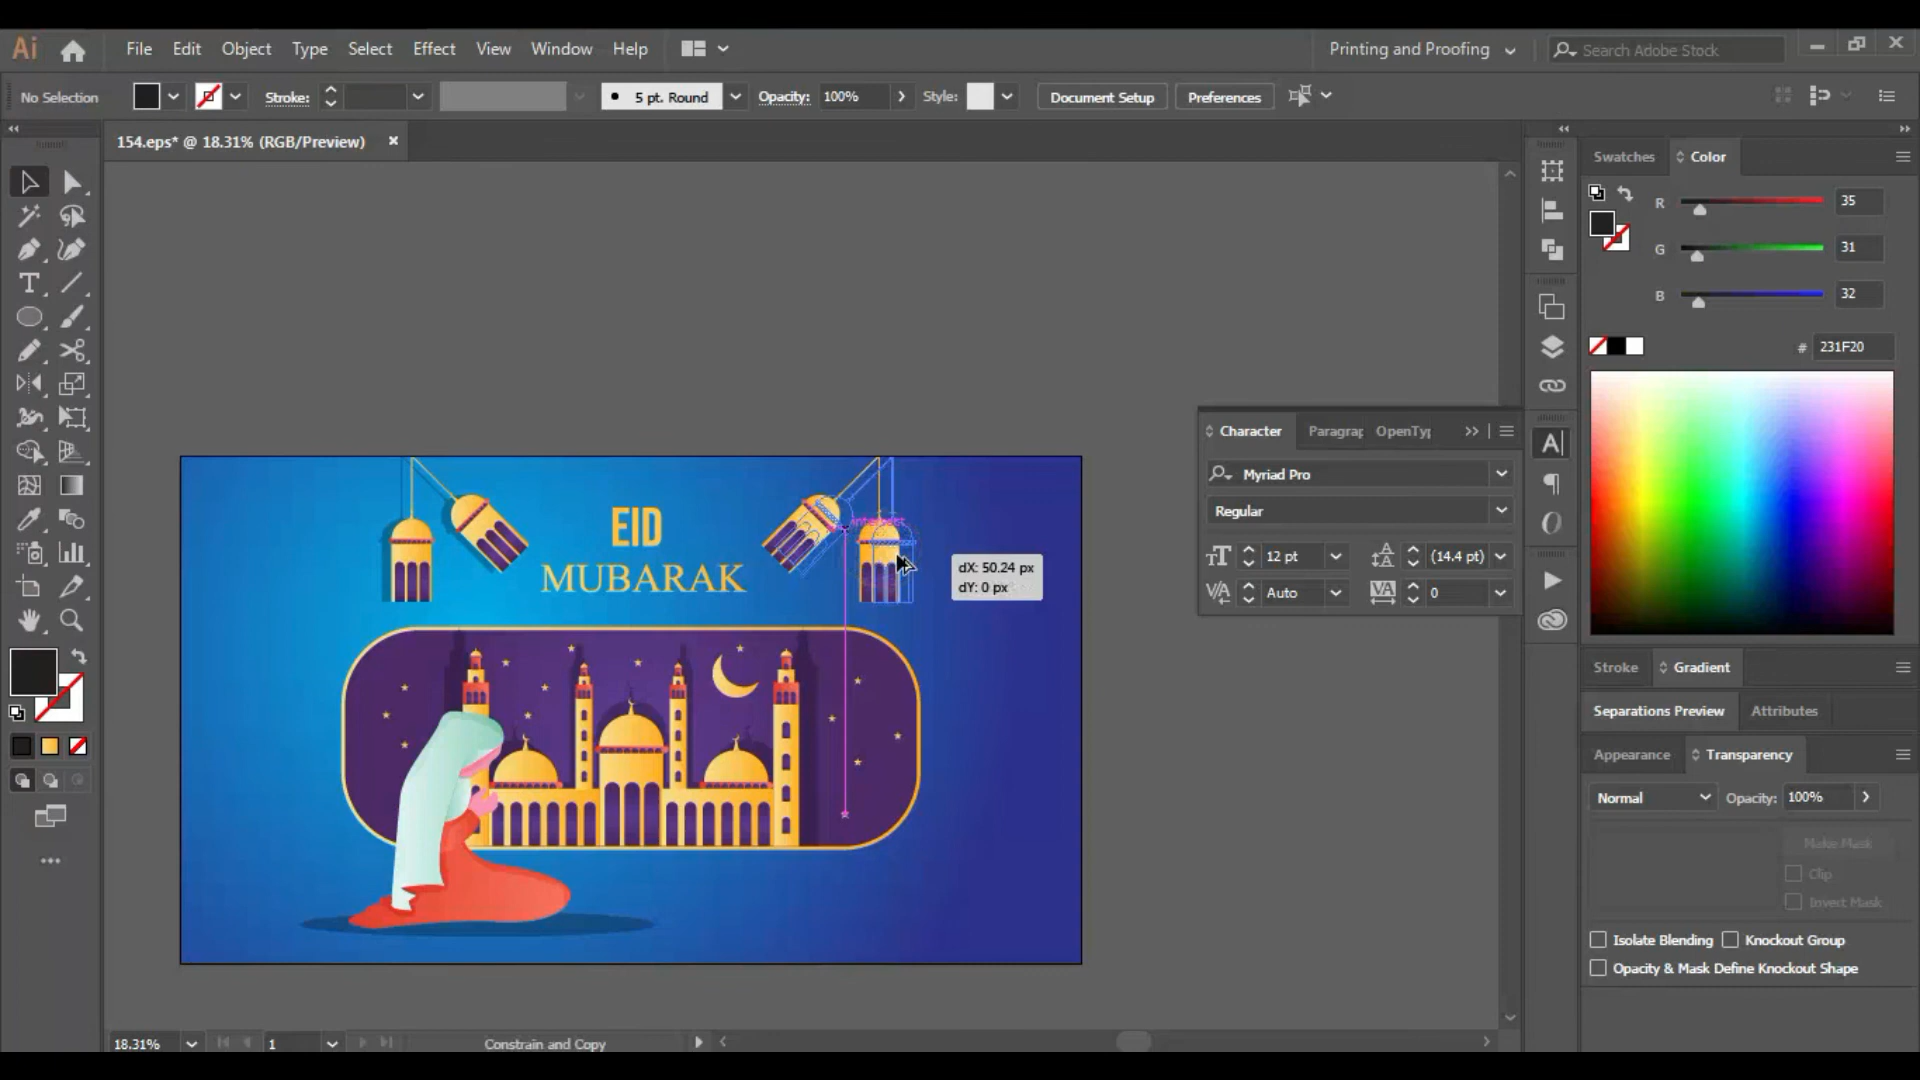 Ai File Edit Object Type Select Effect View Window Help Printing and Proofing Search Adobe Stock
No Selection Stroke: 5 pt. Round Opacity: 100% Style: Document Setup Preferences
154.eps* @ 18.31% (RGB/Preview)
Swatches Color
R 35
G 31
B 32
# 231F20
Character Paragrap OpenTyp
Myriad Pro
Regular
12 pt (14.4 pt)
Auto 0
EID
MUBARAK
intersect
dX: 50.24 px
dY: 0 px
Stroke Gradient
Separations Preview Attributes
Appearance Transparency
Normal Opacity: 100%
Make Mask
Clip
Invert Mask
Isolate Blending Knockout Group
Opacity & Mask Define Knockout Shape
18.31% 1 Constrain and Copy